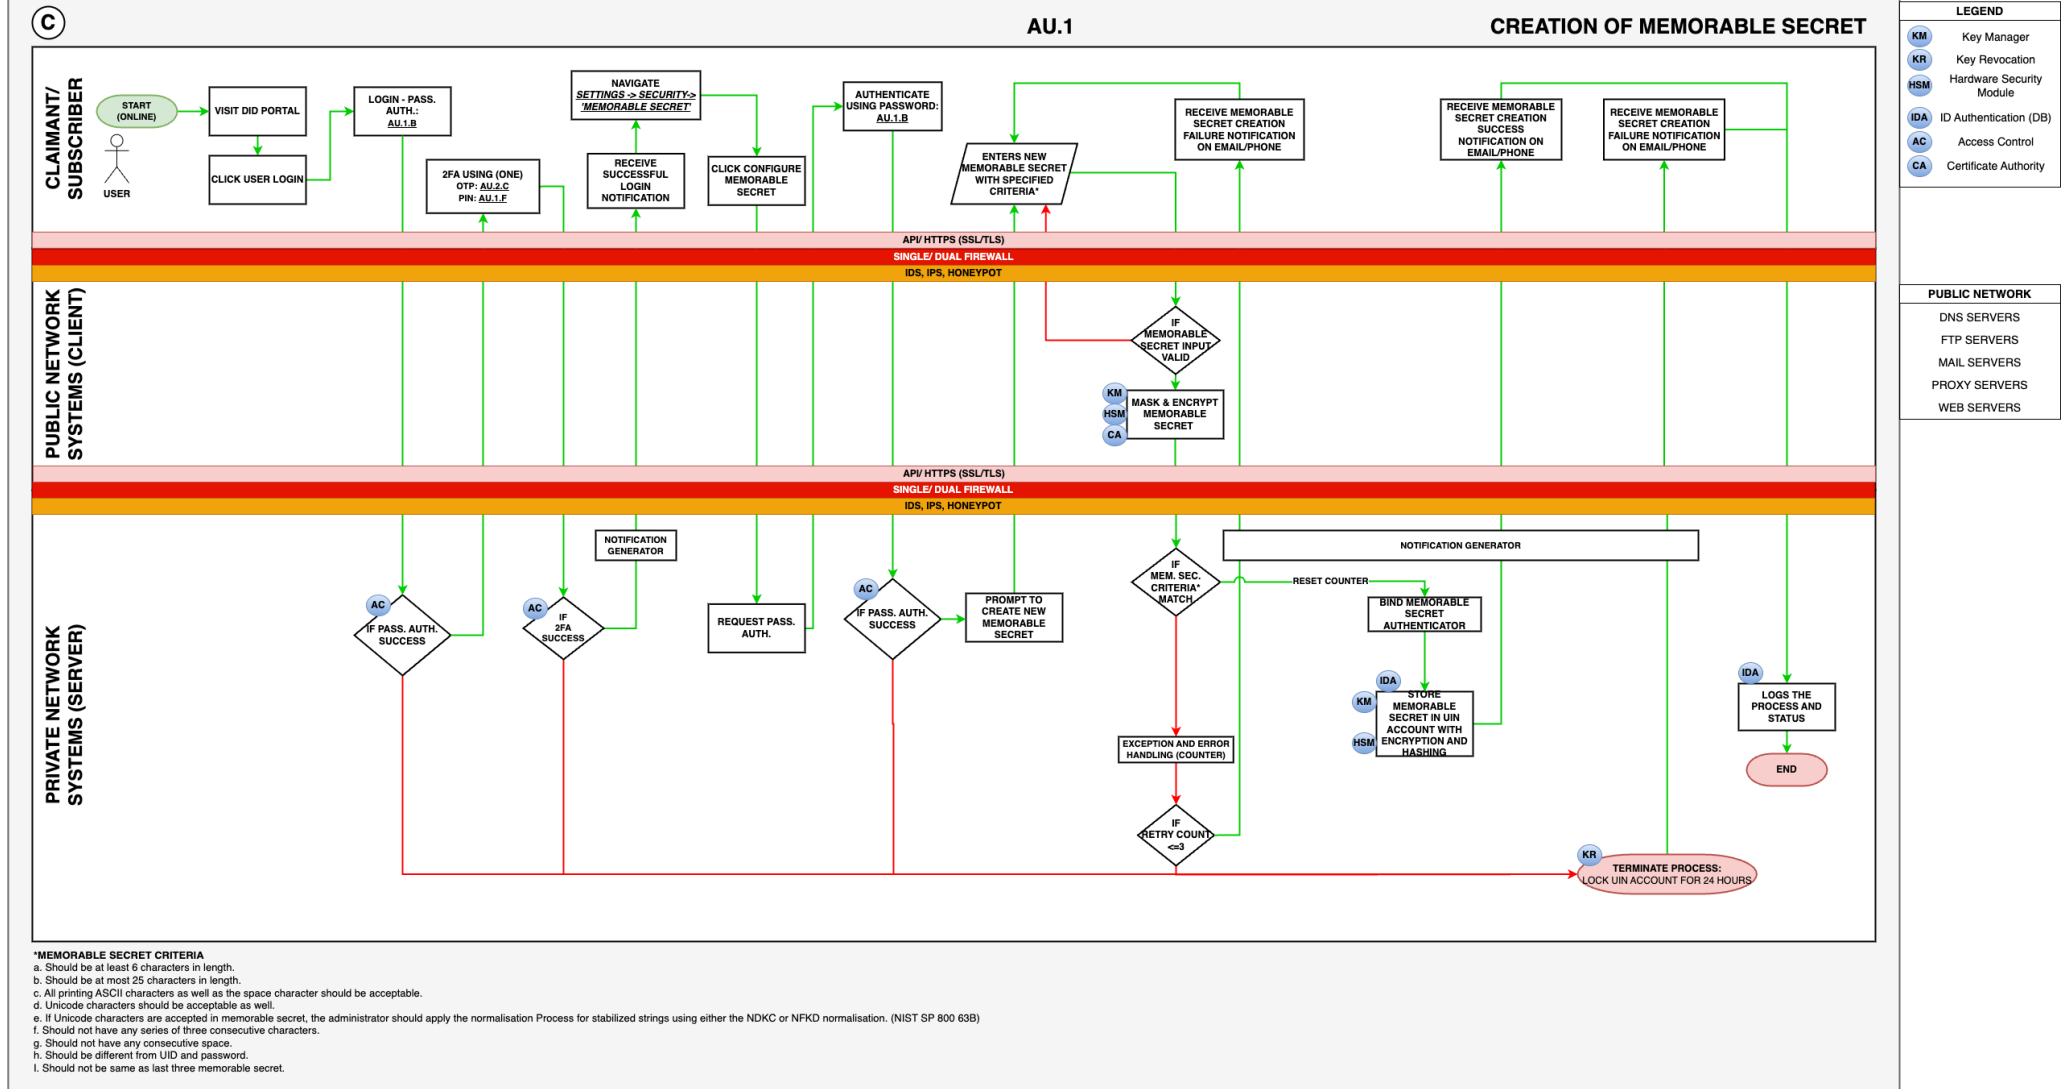 C
AU.1
CREATION OF MEMORABLE SECRET
CLAIMANT/
SUBSCRIBER
START
(ONLINE)
USER
VISIT DID PORTAL
CLICK USER LOGIN
LOGIN - PASS.
AUTH.:
AU.1.B
2FA USING (ONE)
OTP: AU.2.C
PIN: AU.1.F
NAVIGATE
SETTINGS -> SECURITY->
'MEMORABLE SECRET'
RECEIVE
SUCCESSFUL
LOGIN
NOTIFICATION
CLICK CONFIGURE
MEMORABLE
SECRET
AUTHENTICATE
USING PASSWORD:
AU.1.B
ENTERS NEW
MEMORABLE SECRET
WITH SPECIFIED
CRITERIA*
RECEIVE MEMORABLE
SECRET CREATION
FAILURE NOTIFICATION
ON EMAIL/PHONE
RECEIVE MEMORABLE
SECRET CREATION
SUCCESS
NOTIFICATION ON
EMAIL/PHONE
RECEIVE MEMORABLE
SECRET CREATION
FAILURE NOTIFICATION
ON EMAIL/PHONE
API/ HTTPS (SSL/TLS)
SINGLE/ DUAL FIREWALL
IDS, IPS, HONEYPOT
PUBLIC NETWORK
SYSTEMS (CLIENT)
IF
MEMORABLE
SECRET INPUT
VALID
KM
HSM
CA
MASK & ENCRYPT
MEMORABLE
SECRET
API/ HTTPS (SSL/TLS)
SINGLE/ DUAL FIREWALL
IDS, IPS, HONEYPOT
PRIVATE NETWORK
SYSTEMS (SERVER)
AC
IF PASS. AUTH.
SUCCESS
AC
IF
2FA
SUCCESS
NOTIFICATION
GENERATOR
REQUEST PASS.
AUTH.
AC
IF PASS. AUTH.
SUCCESS
PROMPT TO
CREATE NEW
MEMORABLE
SECRET
IF
MEM. SEC.
CRITERIA*
MATCH
NOTIFICATION GENERATOR
RESET COUNTER
BIND MEMORABLE
SECRET
AUTHENTICATOR
IDA
KM
HSM
STORE
MEMORABLE
SECRET IN UIN
ACCOUNT WITH
ENCRYPTION AND
HASHING
EXCEPTION AND ERROR
HANDLING (COUNTER)
IF
RETRY COUNT
<=3
KR
TERMINATE PROCESS:
LOCK UIN ACCOUNT FOR 24 HOURS
IDA
LOGS THE
PROCESS AND
STATUS
END
*MEMORABLE SECRET CRITERIA
a. Should be at least 6 characters in length.
b. Should be at most 25 characters in length.
c. All printing ASCII characters as well as the space character should be acceptable.
d. Unicode characters should be acceptable as well.
e. If Unicode characters are accepted in memorable secret, the administrator should apply the normalisation Process for stabilized strings using either the NDKC or NFKD normalisation. (NIST SP 800 63B)
f. Should not have any series of three consecutive characters.
g. Should not have any consecutive space.
h. Should be different from UID and password.
I. Should not be same as last three memorable secret.
LEGEND
KM Key Manager
KR Key Revocation
HSM Hardware Security
Module
IDA ID Authentication (DB)
AC Access Control
CA Certificate Authority
PUBLIC NETWORK
DNS SERVERS
FTP SERVERS
MAIL SERVERS
PROXY SERVERS
WEB SERVERS